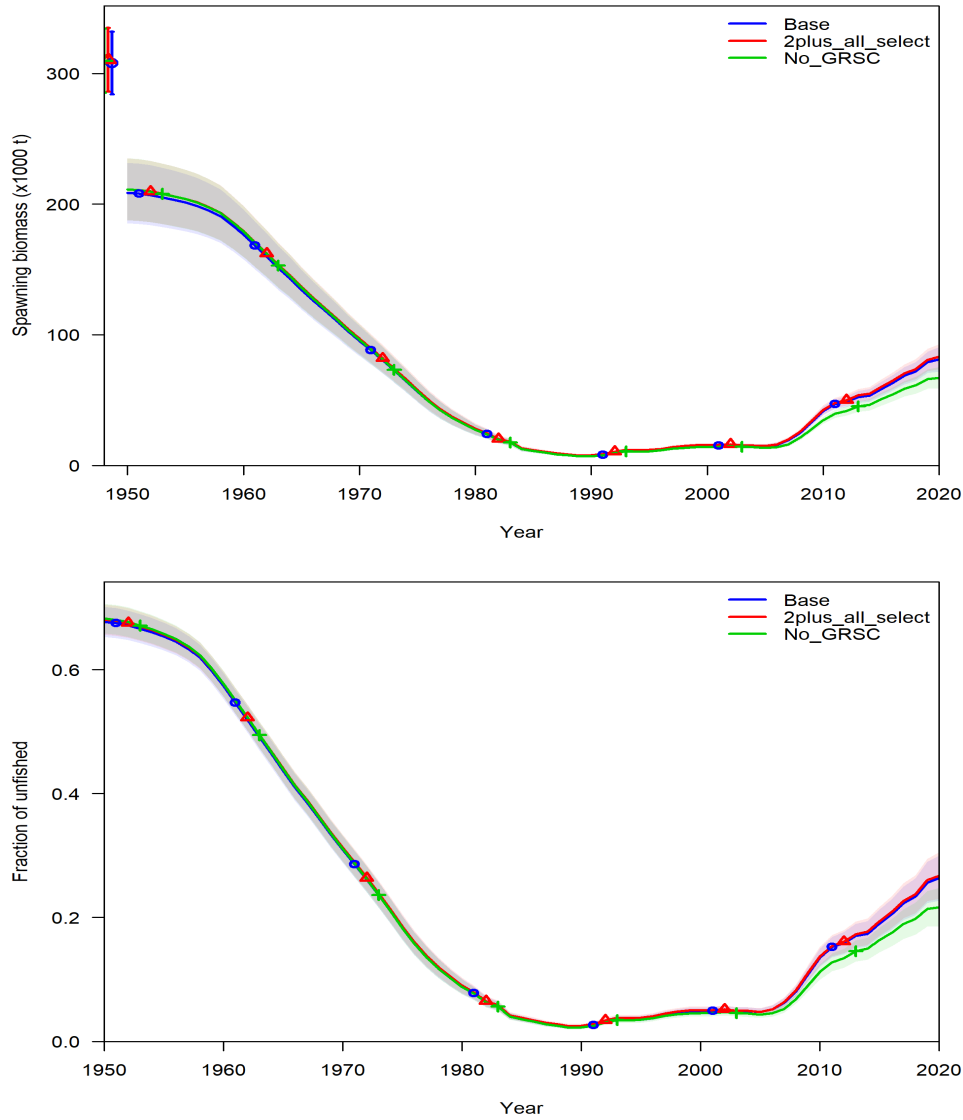 Base
2plus_all_select
No_GRSC
Spawning biomass (x1000 t)
300
200
100
0
1950 1960 1970 1980 1990 2000 2010 2020
Year
Base
2plus_all_select
No_GRSC
Fraction of unfished
0.6
0.4
0.2
0.0
1950 1960 1970 1980 1990 2000 2010 2020
Year